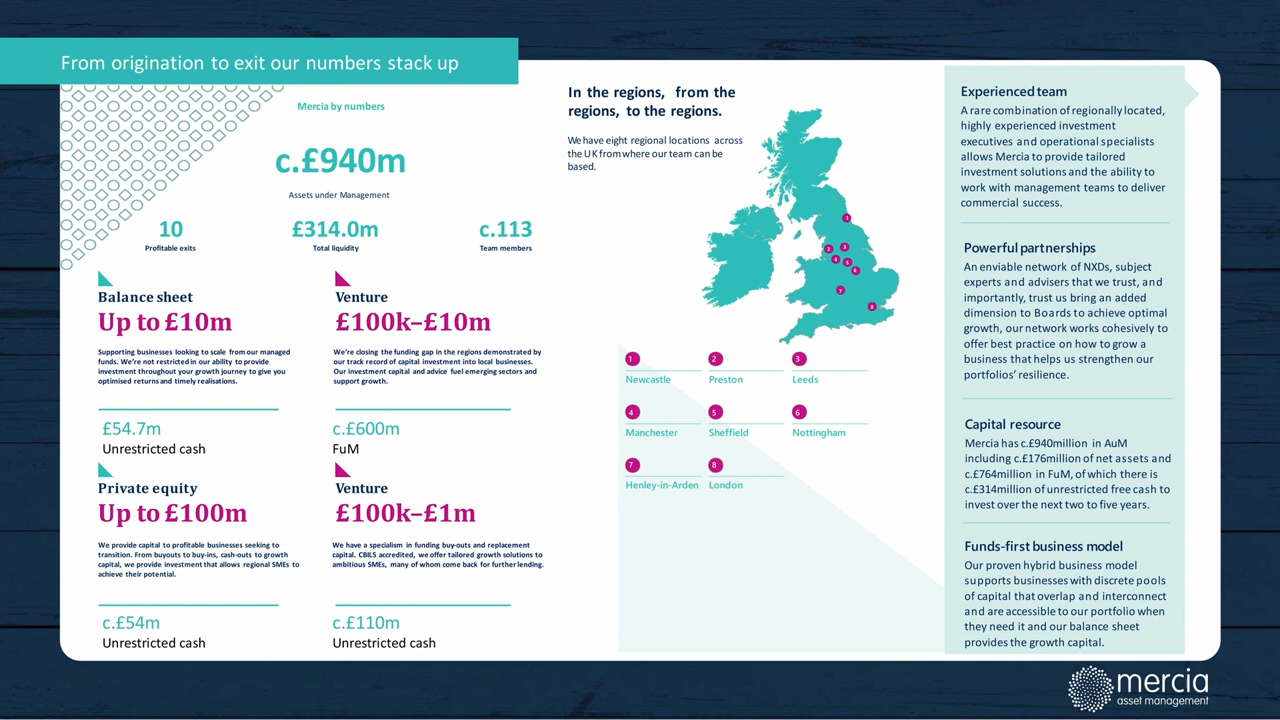 From origination to exit our numbers stack up
Mercia by numbers
c.£940m
Assets under Management
10
Profitable exits
£314.0m
Total liquidity
c.113
Team members
Balance sheet
Up to £10m
Supporting businesses looking to scale from our managed
funds. We're not restricted in our ability to provide
investment throughout your growth journey to give you
optimised returns and timely realisations.
£54.7m
Unrestricted cash
Venture
£100k–£10m
We're closing the funding gap in the regions demonstrated by
our track record of capital investment into local businesses.
Our investment capital and advice fuel emerging sectors and
support growth.
c.£600m
FuM
Private equity
Up to £100m
We provide capital to profitable businesses seeking to
transition. From buyouts to buy-ins, cash-outs to growth
capital, we provide investment that allows regional SMEs to
achieve their potential.
c.£54m
Unrestricted cash
Venture
£100k–£1m
We have a specialism in funding buy-outs and replacement
capital. CBILS accredited, we offer tailored growth solutions to
ambitious SMEs, many of whom come back for further lending.
c.£110m
Unrestricted cash
In the regions, from the
regions, to the regions.
We have eight regional locations across
the UK from where our team can be
based.
1
2
3
4
5
6
7
8
1
Newcastle
2
Preston
3
Leeds
4
Manchester
5
Sheffield
6
Nottingham
7
Henley-in-Arden
8
London
Experienced team
A rare combination of regionally located,
highly experienced investment
executives and operational specialists
allows Mercia to provide tailored
investment solutions and the ability to
work with management teams to deliver
commercial success.
Powerful partnerships
An enviable network of NXDs, subject
experts and advisers that we trust, and
importantly, trust us bring an added
dimension to Boards to achieve optimal
growth, our network works cohesively to
offer best practice on how to grow a
business that helps us strengthen our
portfolios' resilience.
Capital resource
Mercia has c.£940million in AuM
including c.£176million of net assets and
c.£764million in FuM, of which there is
c.£314million of unrestricted free cash to
invest over the next two to five years.
Funds-first business model
Our proven hybrid business model
supports businesses with discrete pools
of capital that overlap and interconnect
and are accessible to our portfolio when
they need it and our balance sheet
provides the growth capital.
mercia
asset management